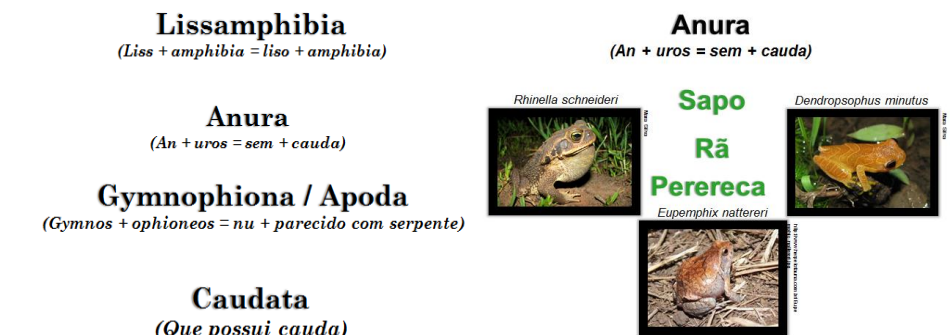 Lissamphibia
(Liss + amphibia = liso + amphibia)
Anura
(An + uros = sem + cauda)
Gymnophiona / Apoda
(Gymnos + ophioneos = nu + parecido com serpente)
Caudata
(Que possui cauda)
Anura
(An + uros = sem + cauda)
Sapo
Rã
Perereca
Rhinella schneideri
Dendropsophus minutus
Eupemphix nattereri